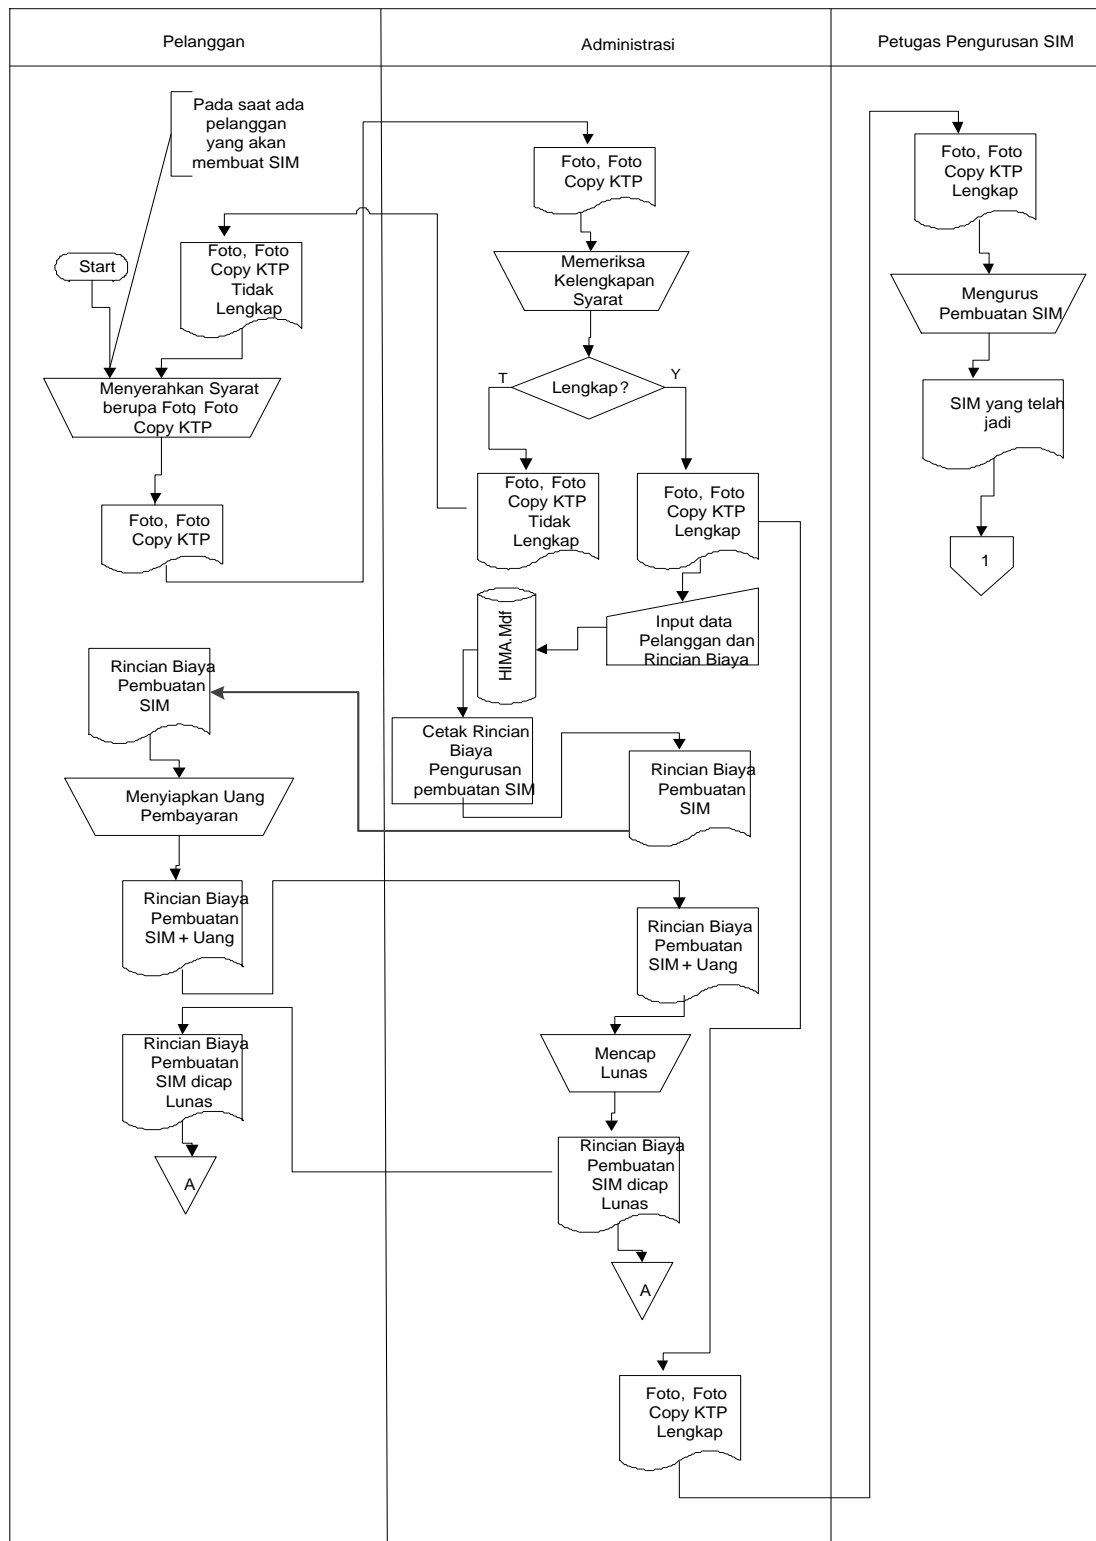 Pelanggan
Administrasi
Petugas Pengurusan SIM
Pada saat ada
pelanggan
yang akan
membuat SIM
Start
Foto, Foto
Copy KTP
Tidak
Lengkap
Menyerahkan Syarat
berupa Foto, Foto
Copy KTP
Foto, Foto
Copy KTP
Foto, Foto
Copy KTP
Memeriksa
Kelengkapan
Syarat
Lengkap?
T
Y
Foto, Foto
Copy KTP
Tidak
Lengkap
Foto, Foto
Copy KTP
Lengkap
Input data
Pelanggan dan
Rincian Biaya
HIMA.Mdf
Cetak Rincian
Biaya
Pengurusan
pembuatan SIM
Rincian Biaya
Pembuatan
SIM
Rincian Biaya
Pembuatan
SIM
Menyiapkan Uang
Pembayaran
Rincian Biaya
Pembuatan
SIM + Uang
Rincian Biaya
Pembuatan
SIM + Uang
Mencap
Lunas
Rincian Biaya
Pembuatan
SIM dicap
Lunas
A
Rincian Biaya
Pembuatan
SIM dicap
Lunas
A
Foto, Foto
Copy KTP
Lengkap
Foto, Foto
Copy KTP
Lengkap
Mengurus
Pembuatan SIM
SIM yang telah
jadi
1